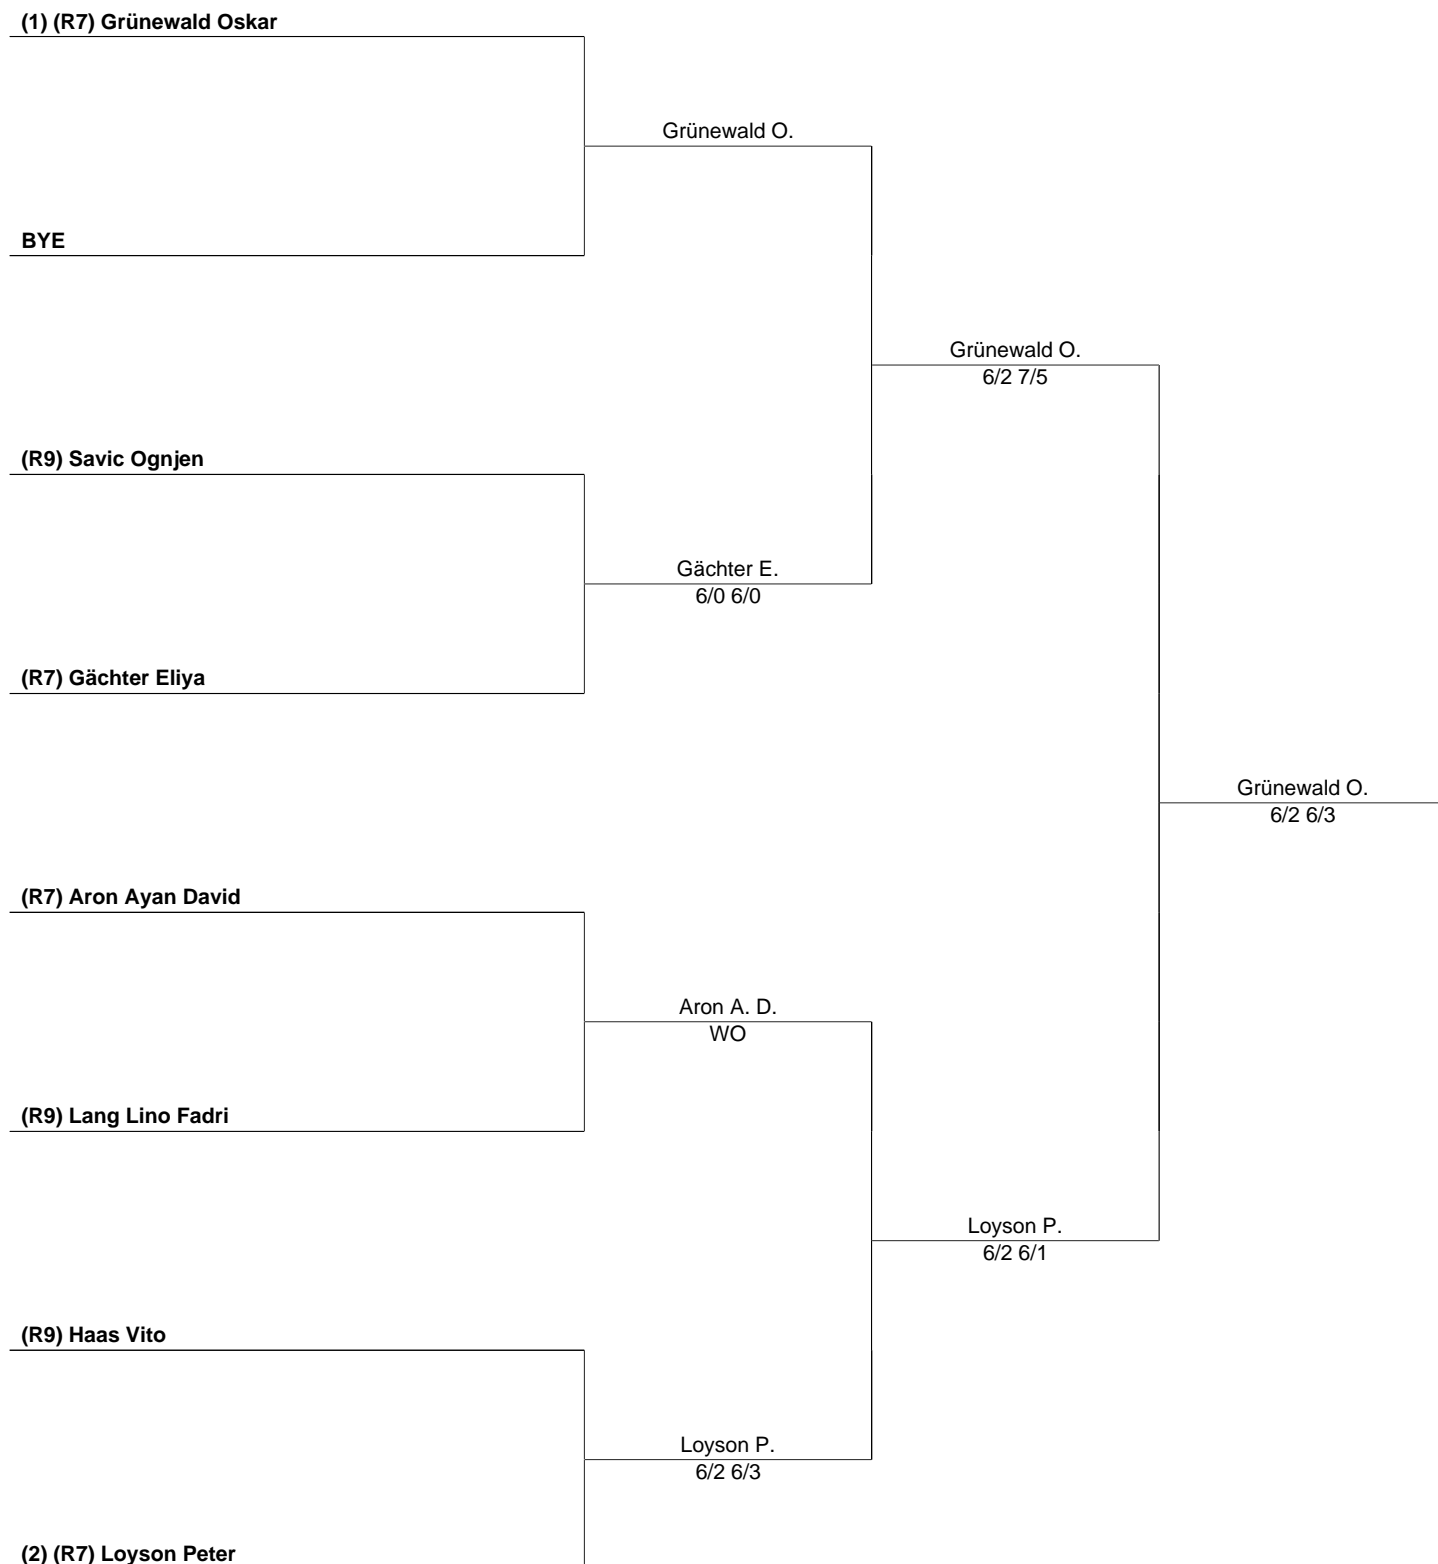 (1) (R7) Grünewald Oskar
Grünewald O.
BYE
Grünewald O.
6/2 7/5
(R9) Savic Ognjen
Gächter E.
6/0 6/0
(R7) Gächter Eliya
Grünewald O.
6/2 6/3
(R7) Aron Ayan David
Aron A. D.
WO
(R9) Lang Lino Fadri
Loyson P.
6/2 6/1
(R9) Haas Vito
Loyson P.
6/2 6/3
(2) (R7) Loyson Peter